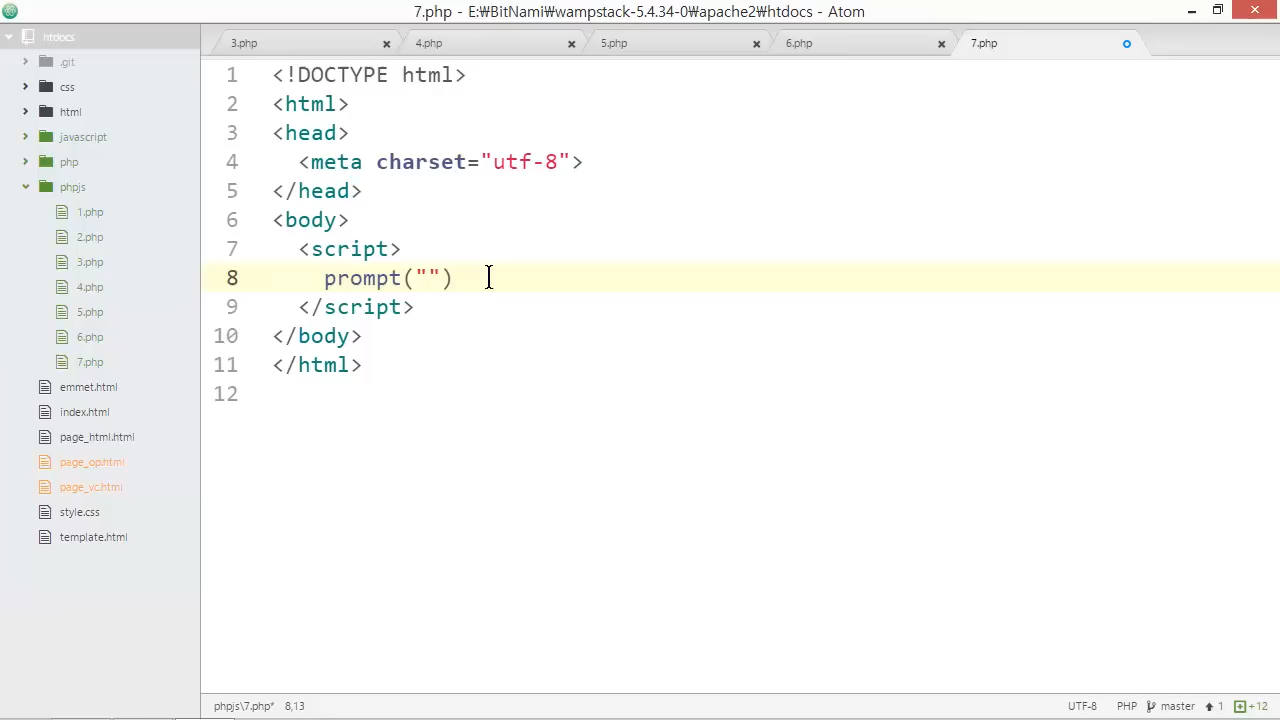 7.php - E:₩BitNami₩wampstack-5.4.34-0₩apache2₩htdocs - Atom
htdocs
3.php
4.php
5.php
6.php
7.php
.git
css
html
javascript
php
phpjs
1.php
2.php
3.php
4.php
5.php
6.php
7.php
emmet.html
index.html
page_html.html
page_op.html
page_vc.html
style.css
template.html
1 <!DOCTYPE html>
2 <html>
3 <head>
4 <meta charset="utf-8">
5 </head>
6 <body>
7 <script>
8 prompt("")
9 </script>
10 </body>
11 </html>
12
phpjs\7.php* 8,13
UTF-8 PHP master 1 +12